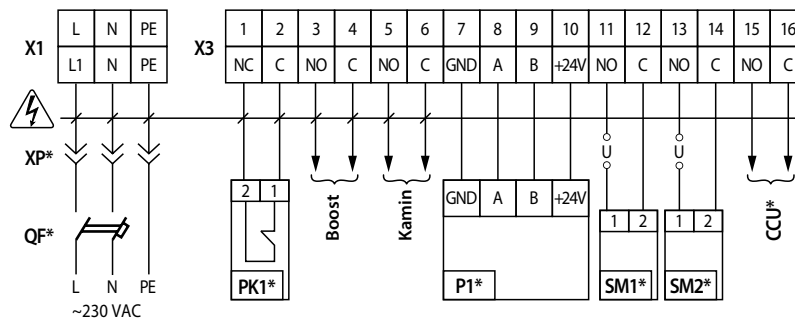 X1
L N PE
L1 N PE
XP*
QF*
L N PE
~230 VAC
X3
1 2 3 4 5 6 7 8 9 10 11 12 13 14 15 16
NC C NO C NO C GND A B +24V NO C NO C NO C
U U
2 1
PK1*
Boost
Kamin
GND A B +24V
P1*
1 2
SM1*
1 2
SM2*
CCU*